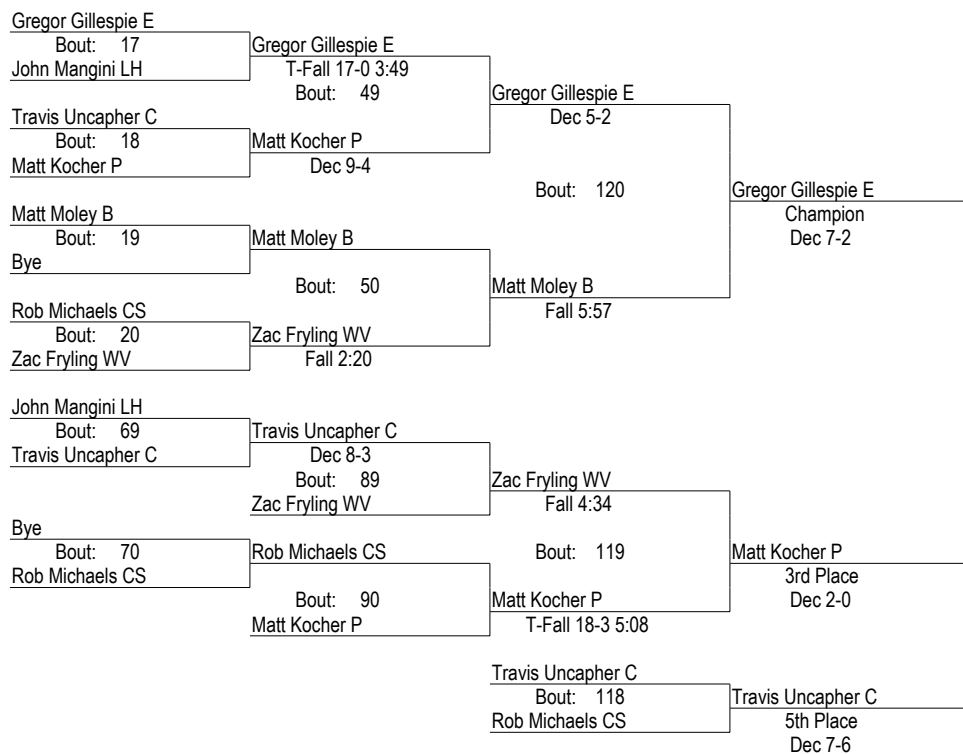 Gregor Gillespie E
Bout: 17
Gregor Gillespie E
John Mangini LH
T-Fall 17-0 3:49
Bout: 49
Gregor Gillespie E
Travis Uncapher C
Dec 5-2
Bout: 18
Matt Kocher P
Matt Kocher P
Dec 9-4
Bout: 120
Gregor Gillespie E
Matt Moley B
Champion
Bout: 19
Matt Moley B
Dec 7-2
Bye
Bout: 50
Matt Moley B
Rob Michaels CS
Fall 5:57
Bout: 20
Zac Fryling WV
Zac Fryling WV
Fall 2:20
John Mangini LH
Bout: 69
Travis Uncapher C
Travis Uncapher C
Dec 8-3
Bout: 89
Zac Fryling WV
Zac Fryling WV
Fall 4:34
Bye
Bout: 70
Rob Michaels CS
Bout: 119
Matt Kocher P
Rob Michaels CS
3rd Place
Bout: 90
Matt Kocher P
Dec 2-0
Matt Kocher P
T-Fall 18-3 5:08
Travis Uncapher C
Bout: 118
Travis Uncapher C
Rob Michaels CS
5th Place
Dec 7-6